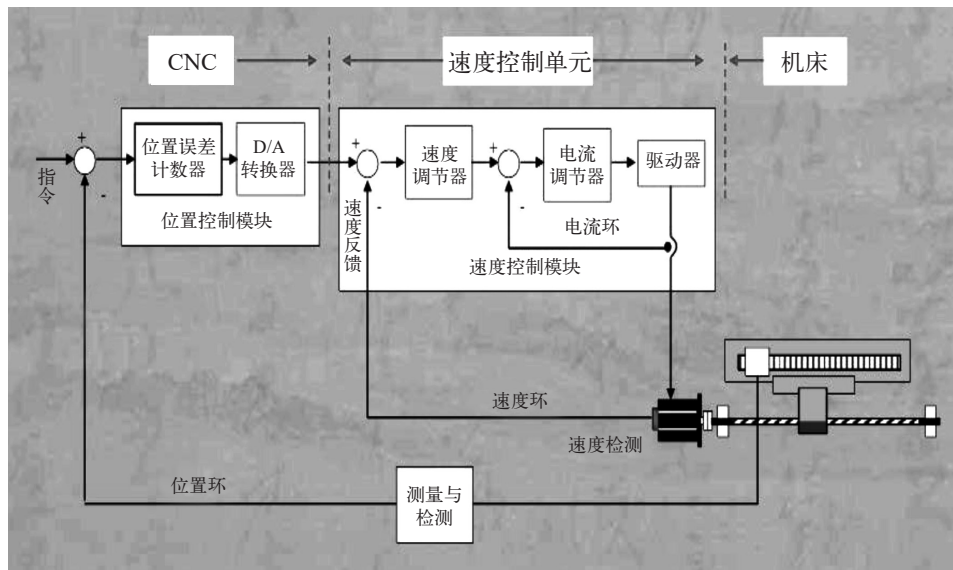 CNC
速度控制单元
机床
+
位置误差
计数器
D/A
转换器
+
速度
调节器
+
电流
调节器
驱动器
指令
-
位置控制模块
速度反馈
-
-
电流环
速度控制模块
速度环
速度检测
位置环
测量与
检测